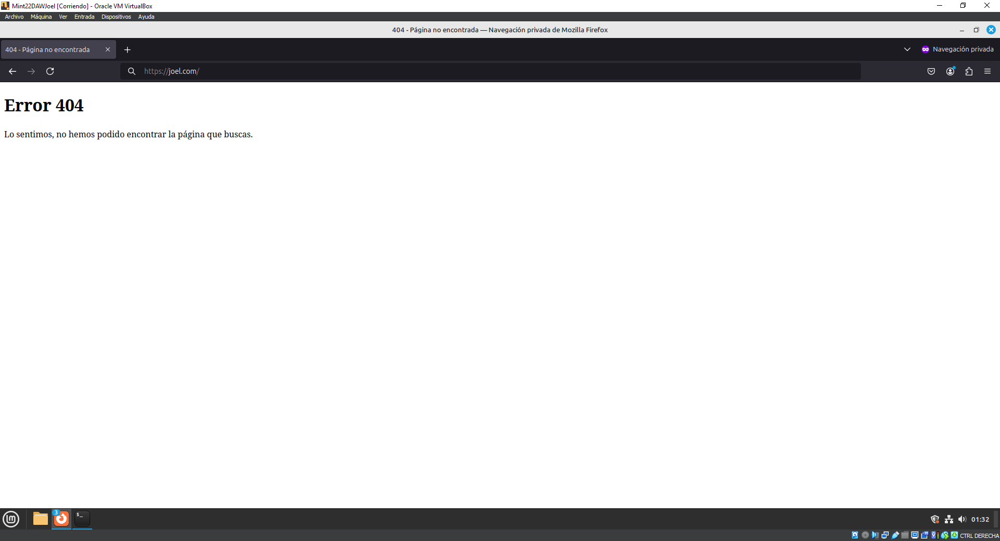 Mint22DAWJoel [Corriendo] - Oracle VM VirtualBox
Archivo Máquina Ver Entrada Dispositivos Ayuda
404 - Página no encontrada — Navegación privada de Mozilla Firefox
404 - Página no encontrada
Navegación privada
https://joel.com/
Error 404
Lo sentimos, no hemos podido encontrar la página que buscas.
3
$_
01:32
CTRL DERECHA